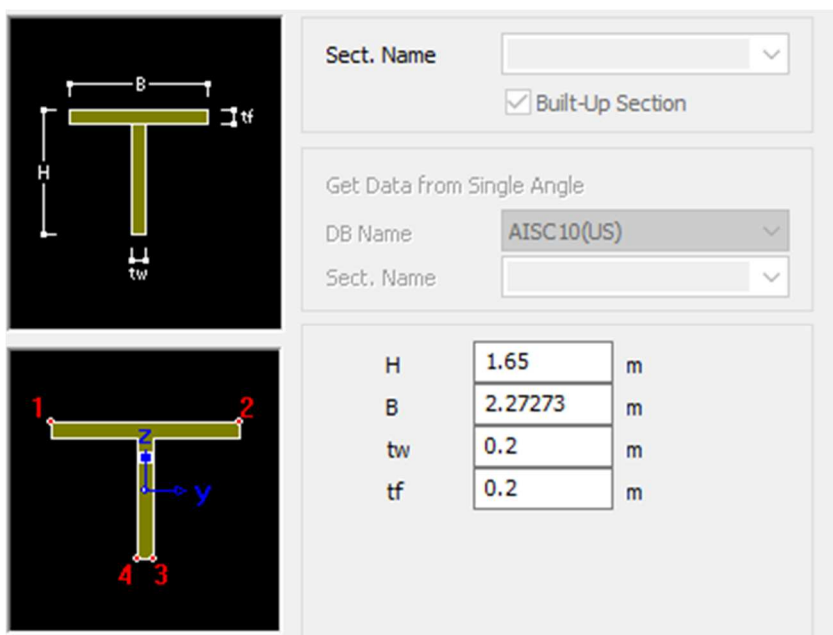 B
tf
H
tw
Sect. Name
Built-Up Section
Get Data from Single Angle
DB Name AISC10(US)
Sect. Name
1 2
z
y
4 3
H 1.65 m
B 2.27273 m
tw 0.2 m
tf 0.2 m